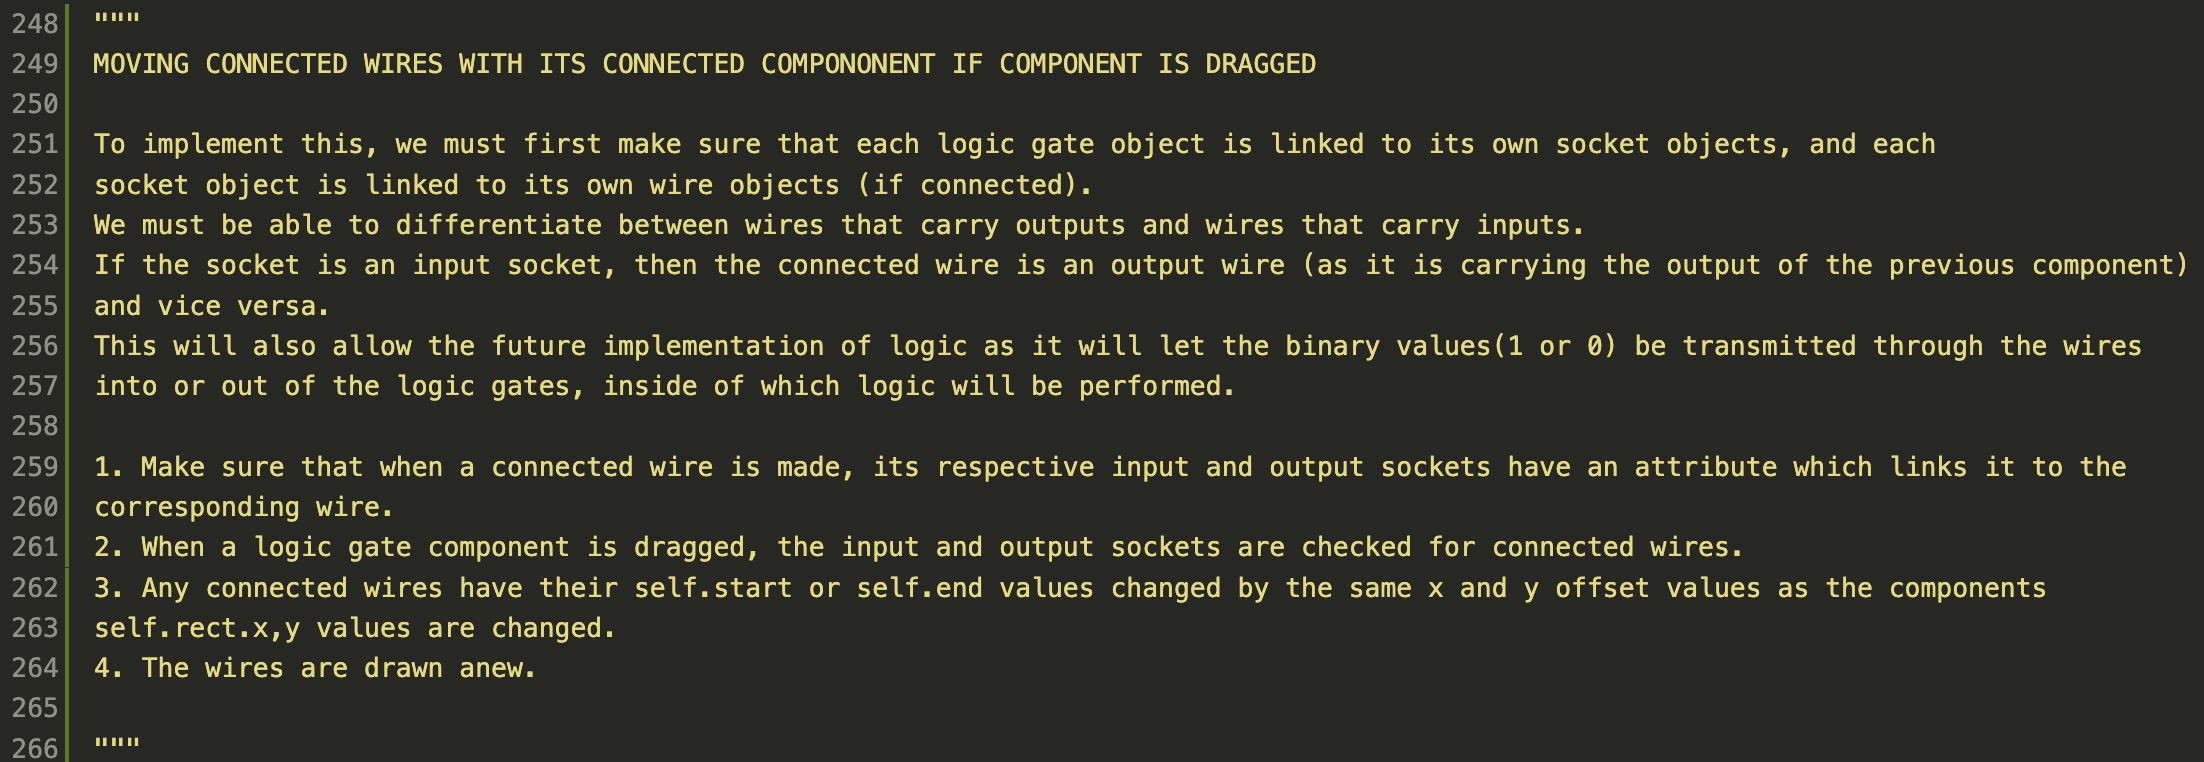 248 """
249 MOVING CONNECTED WIRES WITH ITS CONNECTED COMPONONENT IF COMPONENT IS DRAGGED
250
251 To implement this, we must first make sure that each logic gate object is linked to its own socket objects, and each
252 socket object is linked to its own wire objects (if connected).
253 We must be able to differentiate between wires that carry outputs and wires that carry inputs.
254 If the socket is an input socket, then the connected wire is an output wire (as it is carrying the output of the previous component)
255 and vice versa.
256 This will also allow the future implementation of logic as it will let the binary values(1 or 0) be transmitted through the wires
257 into or out of the logic gates, inside of which logic will be performed.
258
259 1. Make sure that when a connected wire is made, its respective input and output sockets have an attribute which links it to the
260 corresponding wire.
261 2. When a logic gate component is dragged, the input and output sockets are checked for connected wires.
262 3. Any connected wires have their self.start or self.end values changed by the same x and y offset values as the components
263 self.rect.x,y values are changed.
264 4. The wires are drawn anew.
265
266 """